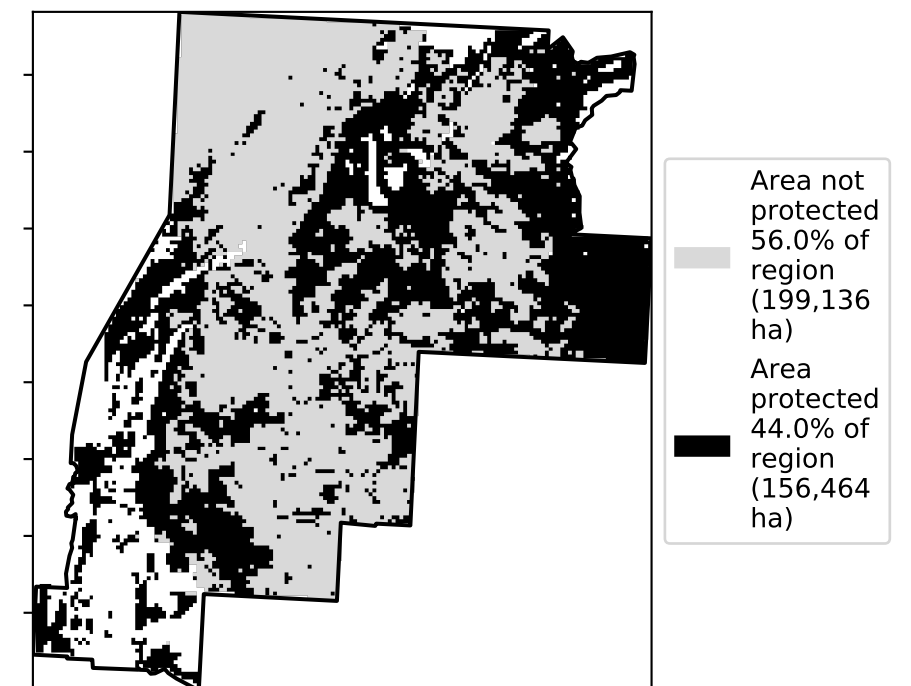 Area not
protected
56.0% of
region
(199,136
ha)
Area
protected
44.0% of
region
(156,464
ha)